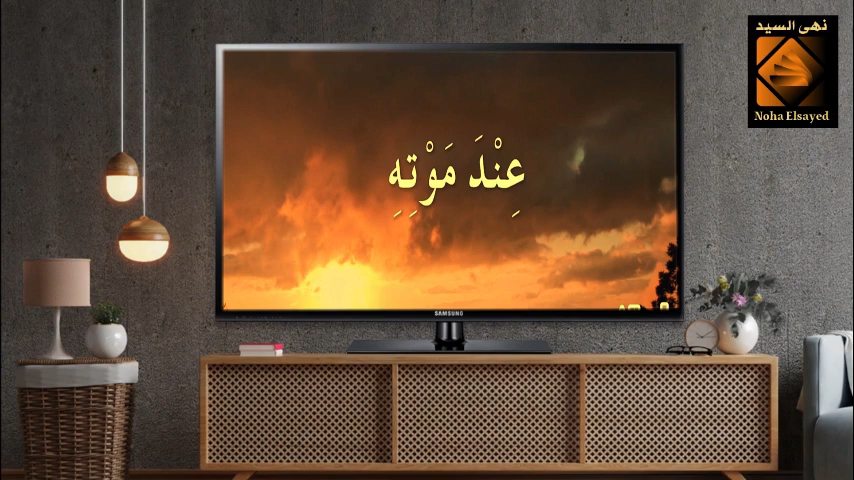 نهى السيد
Noha Elsayed
عِنْدَ مَوْتِهِ
SAMSUNG